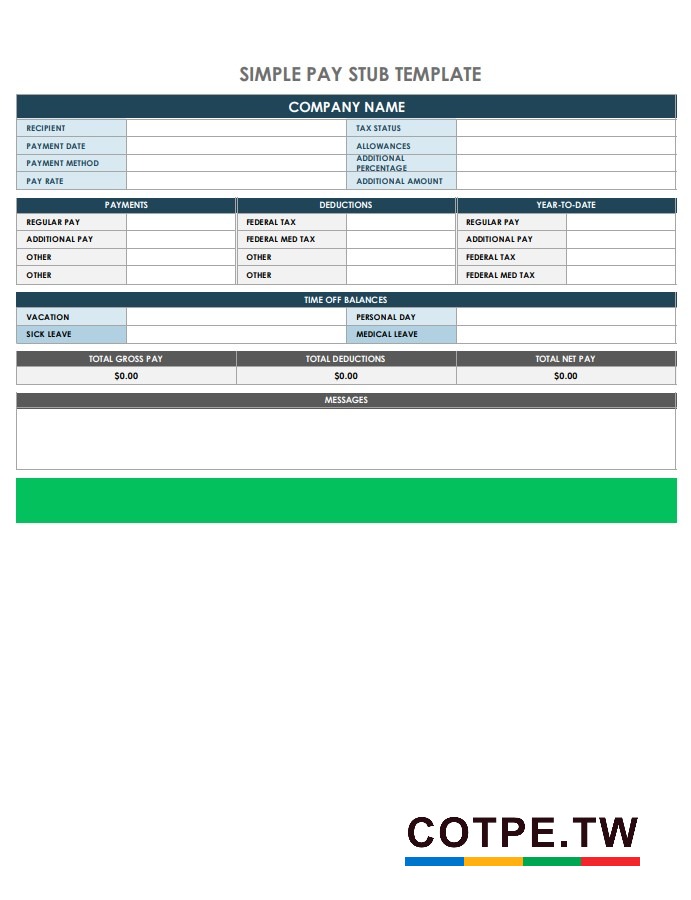 SIMPLE PAY STUB TEMPLATE
COMPANY NAME
RECIPIENT TAX STATUS
PAYMENT DATE ALLOWANCES
PAYMENT METHOD ADDITIONAL
PERCENTAGE
PAY RATE ADDITIONAL AMOUNT
PAYMENTS DEDUCTIONS YEAR-TO-DATE
REGULAR PAY FEDERAL TAX REGULAR PAY
ADDITIONAL PAY FEDERAL MED TAX ADDITIONAL PAY
OTHER OTHER FEDERAL TAX
OTHER OTHER FEDERAL MED TAX
TIME OFF BALANCES
VACATION PERSONAL DAY
SICK LEAVE MEDICAL LEAVE
TOTAL GROSS PAY TOTAL DEDUCTIONS TOTAL NET PAY
$0.00 $0.00 $0.00
MESSAGES
COTPE.TW